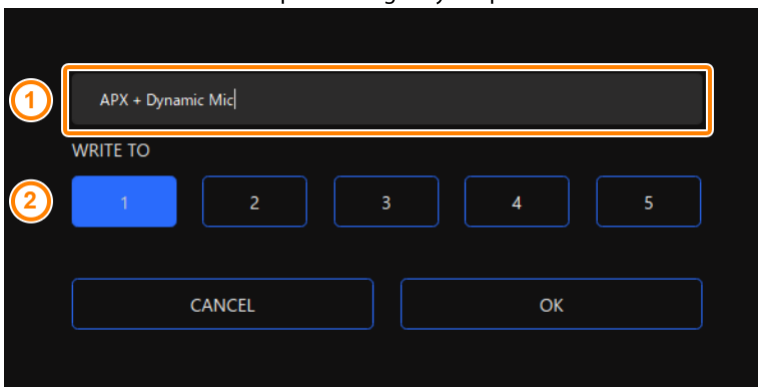 1
APX + Dynamic Mic
WRITE TO
2
1 2 3 4 5
CANCEL OK